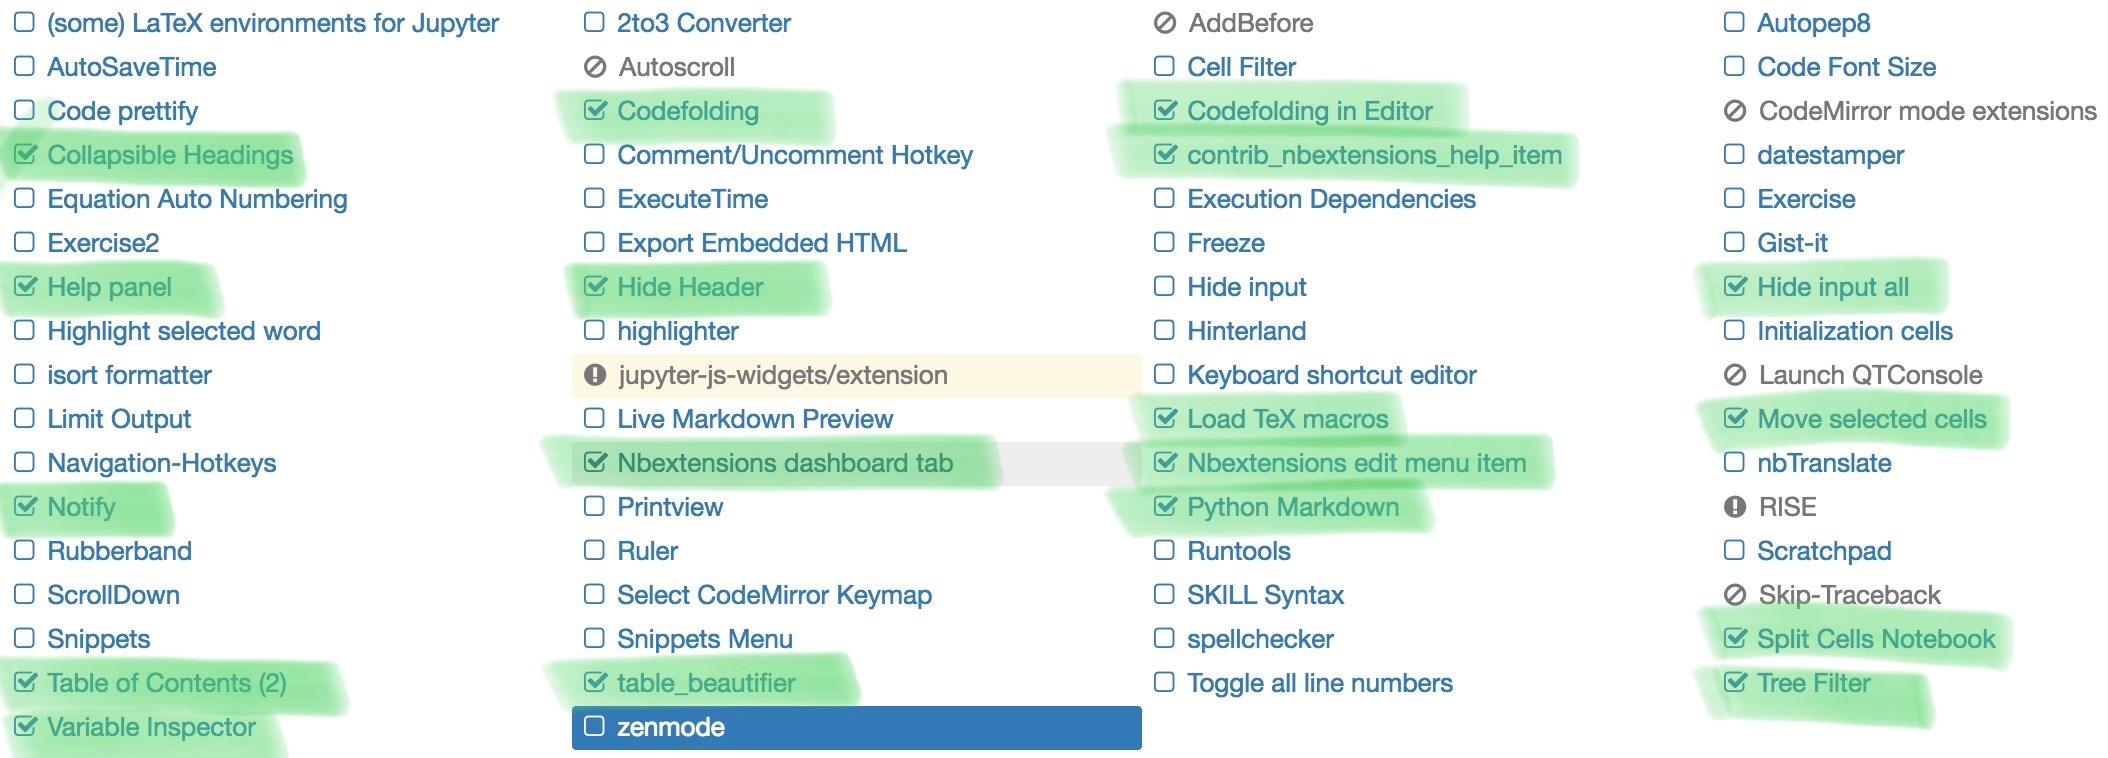 (some) LaTeX environments for Jupyter
2to3 Converter
AddBefore
Autopep8
AutoSaveTime
Autoscroll
Cell Filter
Code Font Size
Code prettify
Codefolding
Codefolding in Editor
CodeMirror mode extensions
Collapsible Headings
Comment/Uncomment Hotkey
contrib_nbextensions_help_item
datestamper
Equation Auto Numbering
ExecuteTime
Execution Dependencies
Exercise
Exercise2
Export Embedded HTML
Freeze
Gist-it
Help panel
Hide Header
Hide input
Hide input all
Highlight selected word
highlighter
Hinterland
Initialization cells
isort formatter
jupyter-js-widgets/extension
Keyboard shortcut editor
Launch QTConsole
Limit Output
Live Markdown Preview
Load TeX macros
Move selected cells
Navigation-Hotkeys
Nbextensions dashboard tab
Nbextensions edit menu item
nbTranslate
Notify
Printview
Python Markdown
RISE
Rubberband
Ruler
Runtools
Scratchpad
ScrollDown
Select CodeMirror Keymap
SKILL Syntax
Skip-Traceback
Snippets
Snippets Menu
spellchecker
Split Cells Notebook
Table of Contents (2)
table_beautifier
Toggle all line numbers
Tree Filter
Variable Inspector
zenmode